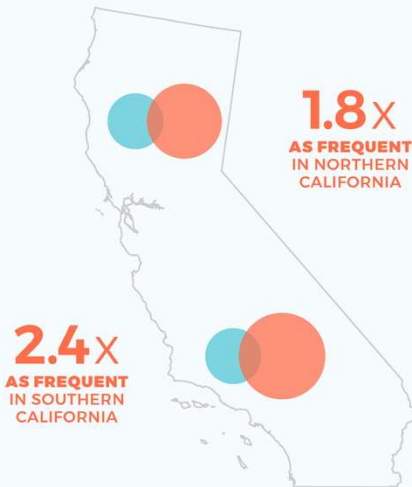 1.8X
AS FREQUENT
IN NORTHERN
CALIFORNIA
2.4X
AS FREQUENT
IN SOUTHERN
CALIFORNIA